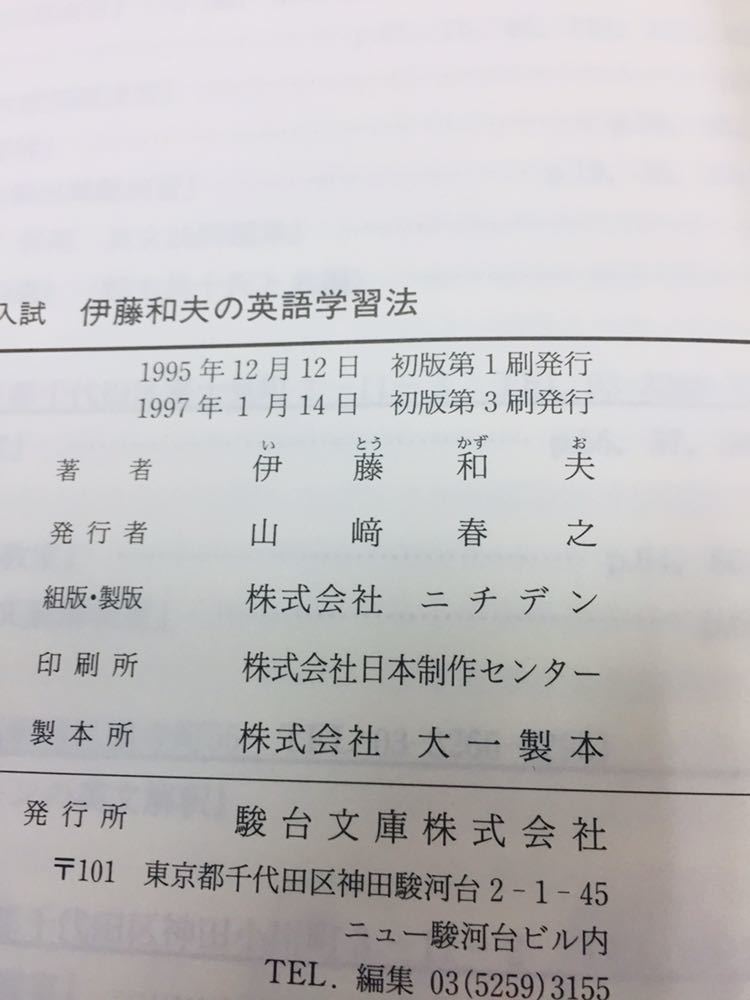 入試 伊藤和夫の英語学習法
1995年12月12日 初版第1刷発行
1997年1月14日 初版第3刷発行
い とう かず お
著者 伊藤和夫
発行者 山﨑春之
組版・製版 株式会社 ニチデン
印刷所 株式会社日本制作センター
製本所 株式会社 大一製本
発行所 駿台文庫株式会社
〒101 東京都千代田区神田駿河台2-1-45
ニュー駿河台ビル内
TEL. 編集 03(5259)3155